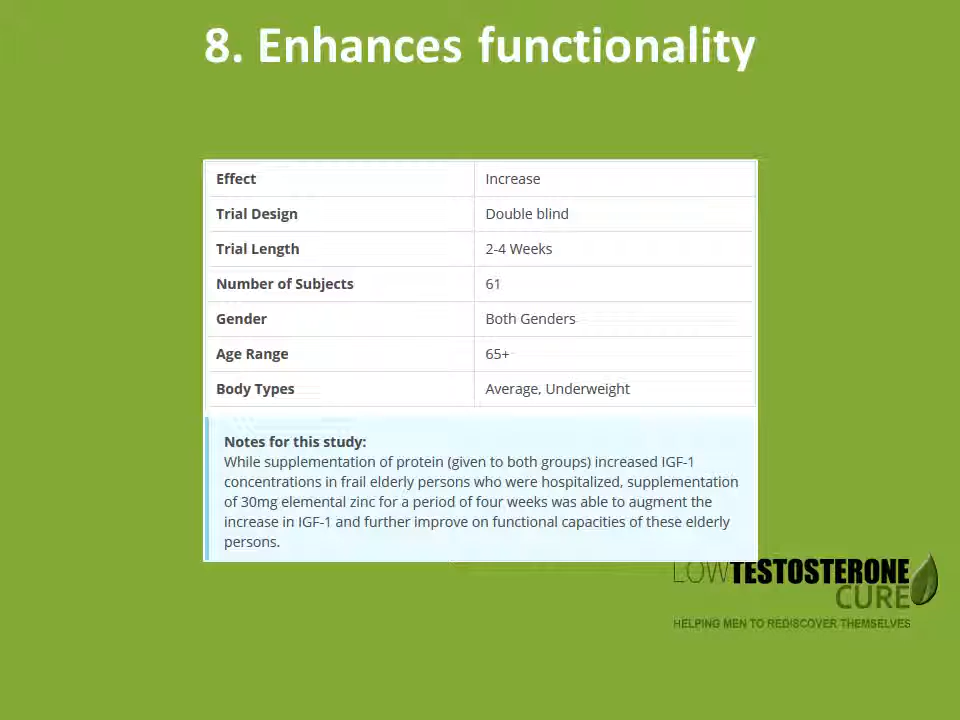 8. Enhances functionality
Effect Increase
Trial Design Double blind
Trial Length 2-4 Weeks
Number of Subjects 61
Gender Both Genders
Age Range 65+
Body Types Average, Underweight
Notes for this study:
While supplementation of protein (given to both groups) increased IGF-1
concentrations in frail elderly persons who were hospitalized, supplementation
of 30mg elemental zinc for a period of four weeks was able to augment the
increase in IGF-1 and further improve on functional capacities of these elderly
persons.
LOWTESTOSTERONE
CURE
HELPING MEN TO REDISCOVER THEMSELVES